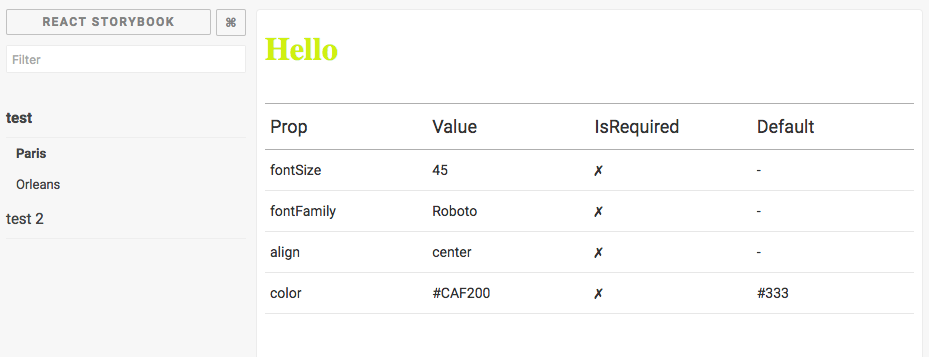 REACT STORYBOOK ⌘
Filter
test
Paris
Orleans
test 2
Hello
Prop Value IsRequired Default
fontSize 45 ✗ -
fontFamily Roboto ✗ -
align center ✗ -
color #CAF200 ✗ #333